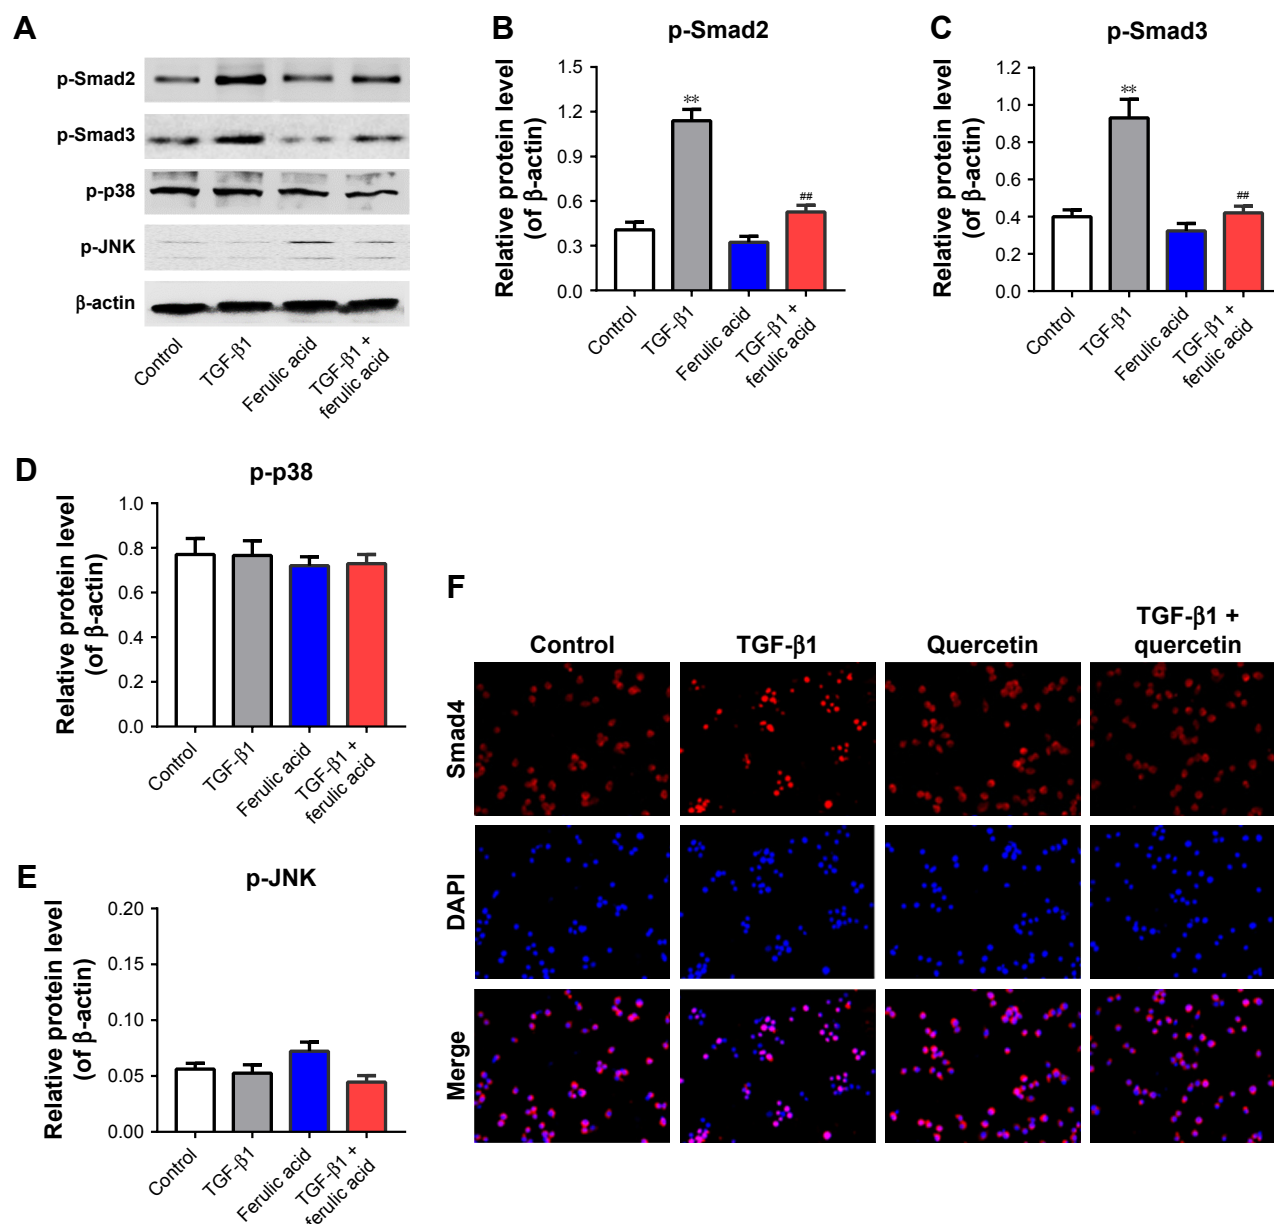 A
p-Smad2
p-Smad3
p-p38
p-JNK
β-actin
Control
TGF-β1
Ferulic acid
TGF-β1 +
ferulic acid
B
p-Smad2
Relative protein level
(of β-actin)
1.5
1.2
0.9
0.6
0.3
0.0
**
##
Control
TGF-β1
Ferulic acid
TGF-β1 +
ferulic acid
C
p-Smad3
Relative protein level
(of β-actin)
1.2
1.0
0.8
0.6
0.4
0.2
0.0
**
##
Control
TGF-β1
Ferulic acid
TGF-β1 +
ferulic acid
D
p-p38
Relative protein level
(of β-actin)
1.0
0.8
0.6
0.4
0.2
0.0
Control
TGF-β1
Ferulic acid
TGF-β1 +
ferulic acid
E
p-JNK
Relative protein level
(of β-actin)
0.20
0.15
0.10
0.05
0.00
Control
TGF-β1
Ferulic acid
TGF-β1 +
ferulic acid
F
Control
TGF-β1
Quercetin
TGF-β1 +
quercetin
Smad4
DAPI
Merge